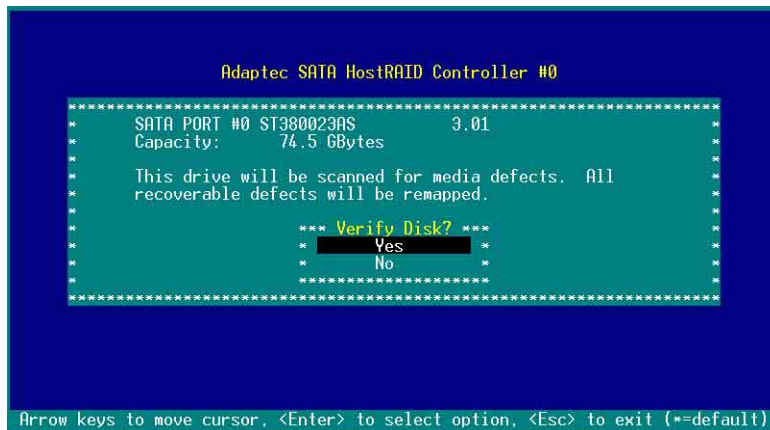 Adaptec SATA HostRAID Controller #0
SATA PORT #0 ST380023AS 3.01
Capacity: 74.5 GBytes
This drive will be scanned for media defects. All
recoverable defects will be remapped.
*** Verify Disk? ***
Yes
No
Arrow keys to move cursor, <Enter> to select option, <Esc> to exit (*=default)